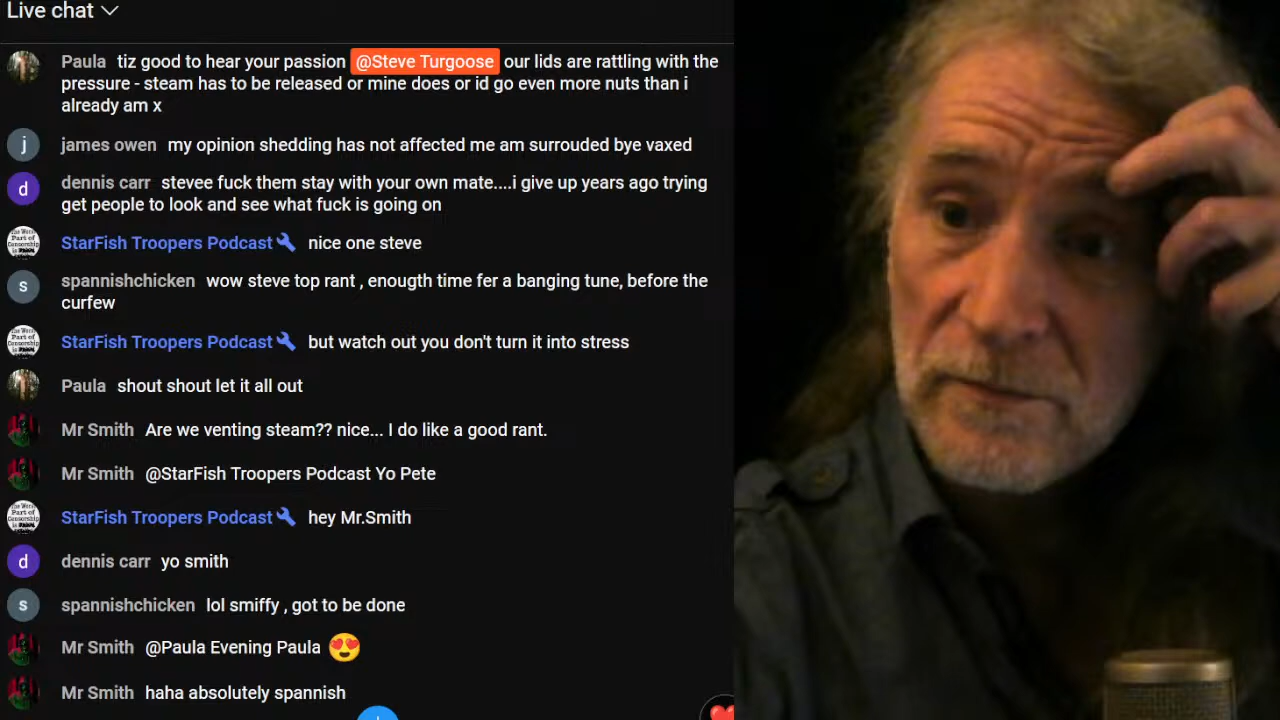 Live chat
Paula tiz good to hear your passion @Steve Turgoose our lids are rattling with the
pressure - steam has to be released or mine does or id go even more nuts than i
already am x
j james owen my opinion shedding has not affected me am surrouded bye vaxed
d dennis carr stevee fuck them stay with your own mate....i give up years ago trying
get people to look and see what fuck is going on
StarFish Troopers Podcast nice one steve
s spannishchicken wow steve top rant , enougth time fer a banging tune, before the
curfew
StarFish Troopers Podcast but watch out you don't turn it into stress
Paula shout shout let it all out
Mr Smith Are we venting steam?? nice... I do like a good rant.
Mr Smith @StarFish Troopers Podcast Yo Pete
StarFish Troopers Podcast hey Mr.Smith
d dennis carr yo smith
s spannishchicken lol smiffy , got to be done
Mr Smith @Paula Evening Paula 😍
Mr Smith haha absolutely spannish